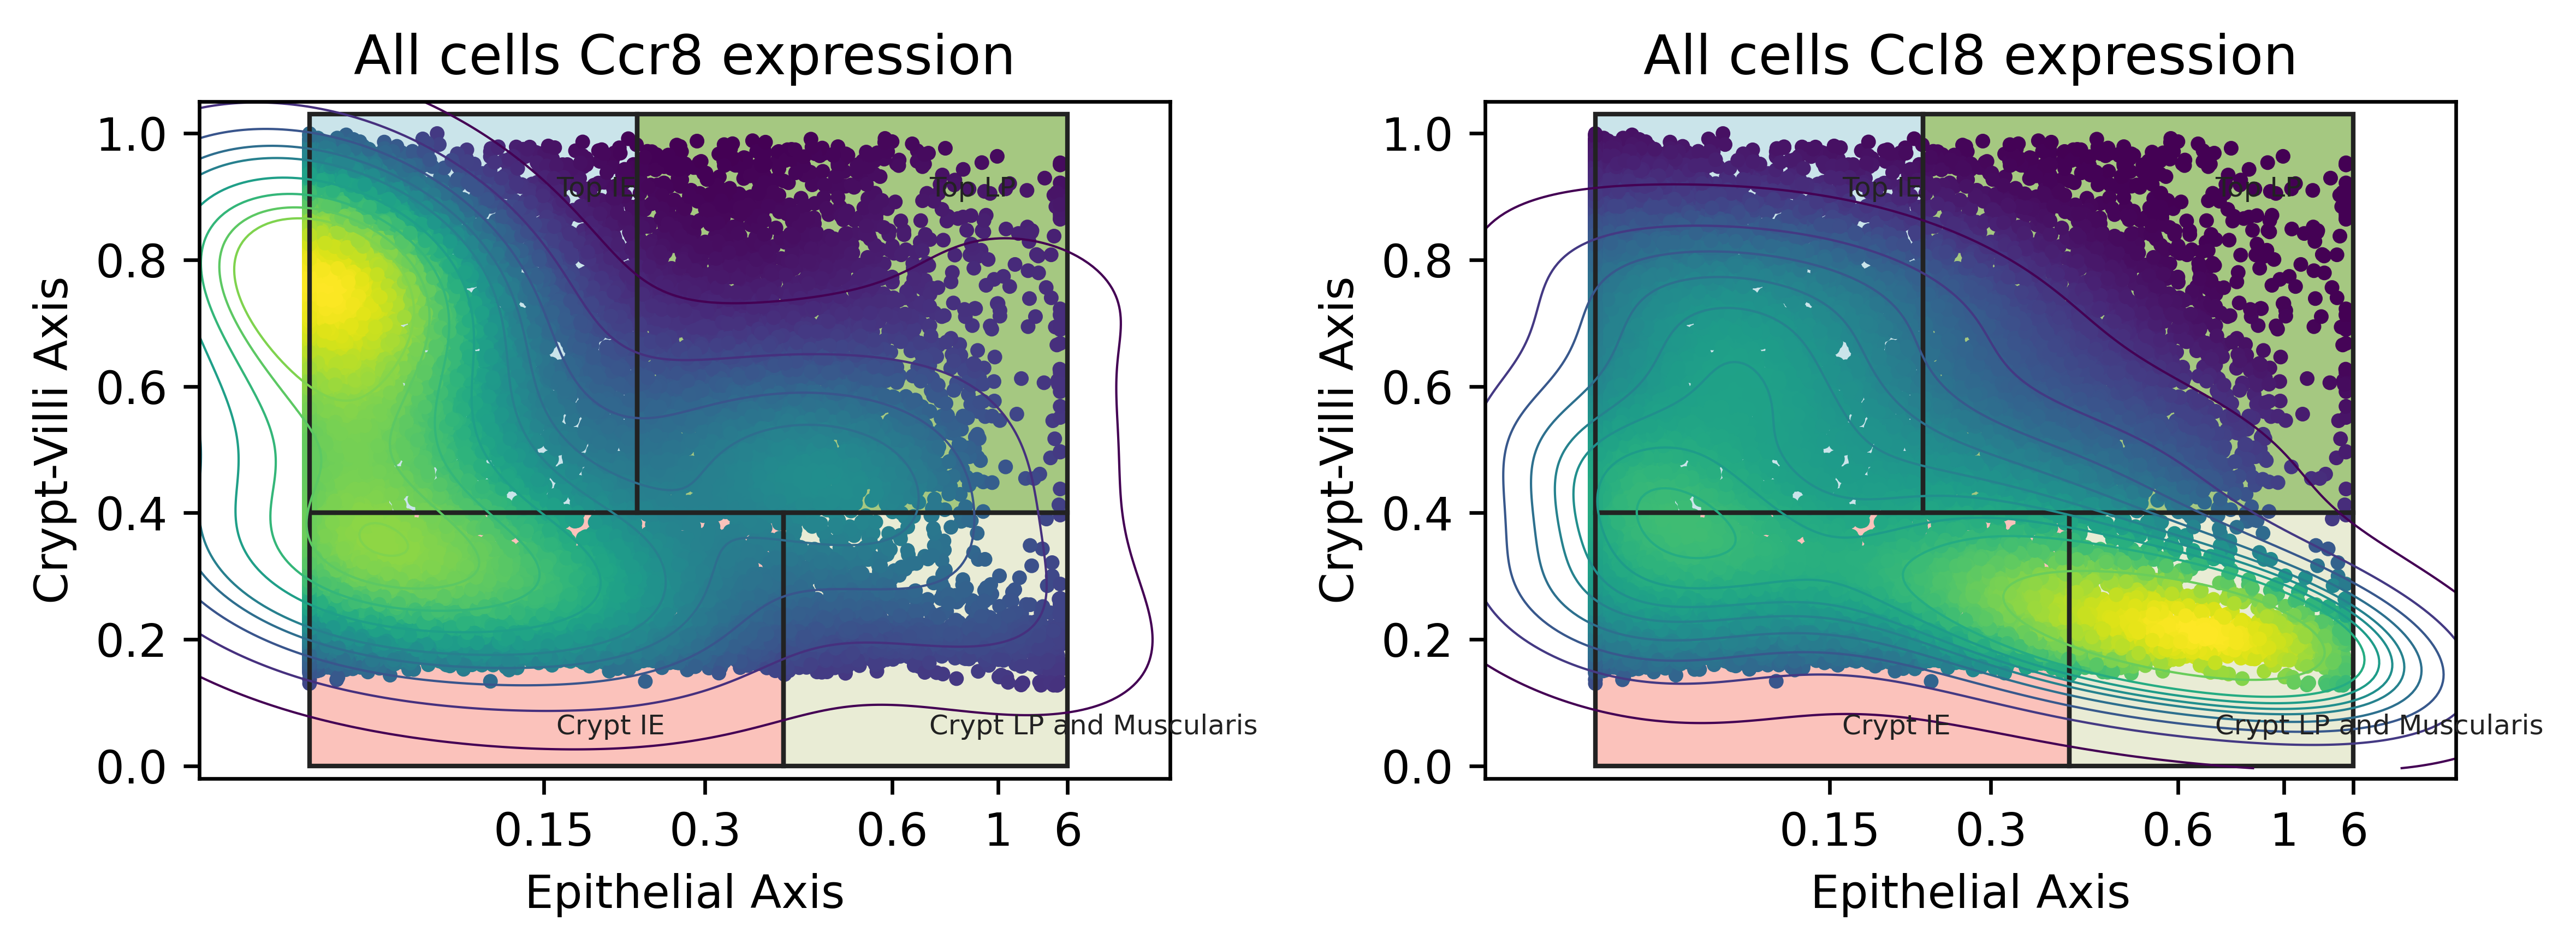 All cells Ccr8 expression
Crypt-Villi Axis
1.0
0.8
0.6
0.4
0.2
0.0
Top IE
Top LP
Crypt IE
Crypt LP and Muscularis
0.15
0.3
0.6
1
6
Epithelial Axis
All cells Ccl8 expression
Crypt-Villi Axis
1.0
0.8
0.6
0.4
0.2
0.0
Top IE
Top LP
Crypt IE
Crypt LP and Muscularis
0.15
0.3
0.6
1
6
Epithelial Axis